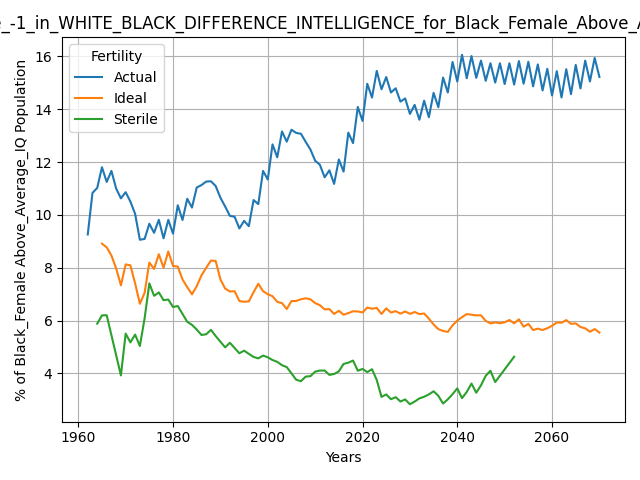 _-1_in_WHITE_BLACK_DIFFERENCE_INTELLIGENCE_for_Black_Female_Above_A
Fertility
Actual
Ideal
Sterile
% of Black_Female Above_Average_IQ Population
16
14
12
10
8
6
4
1960 1980 2000 2020 2040 2060
Years